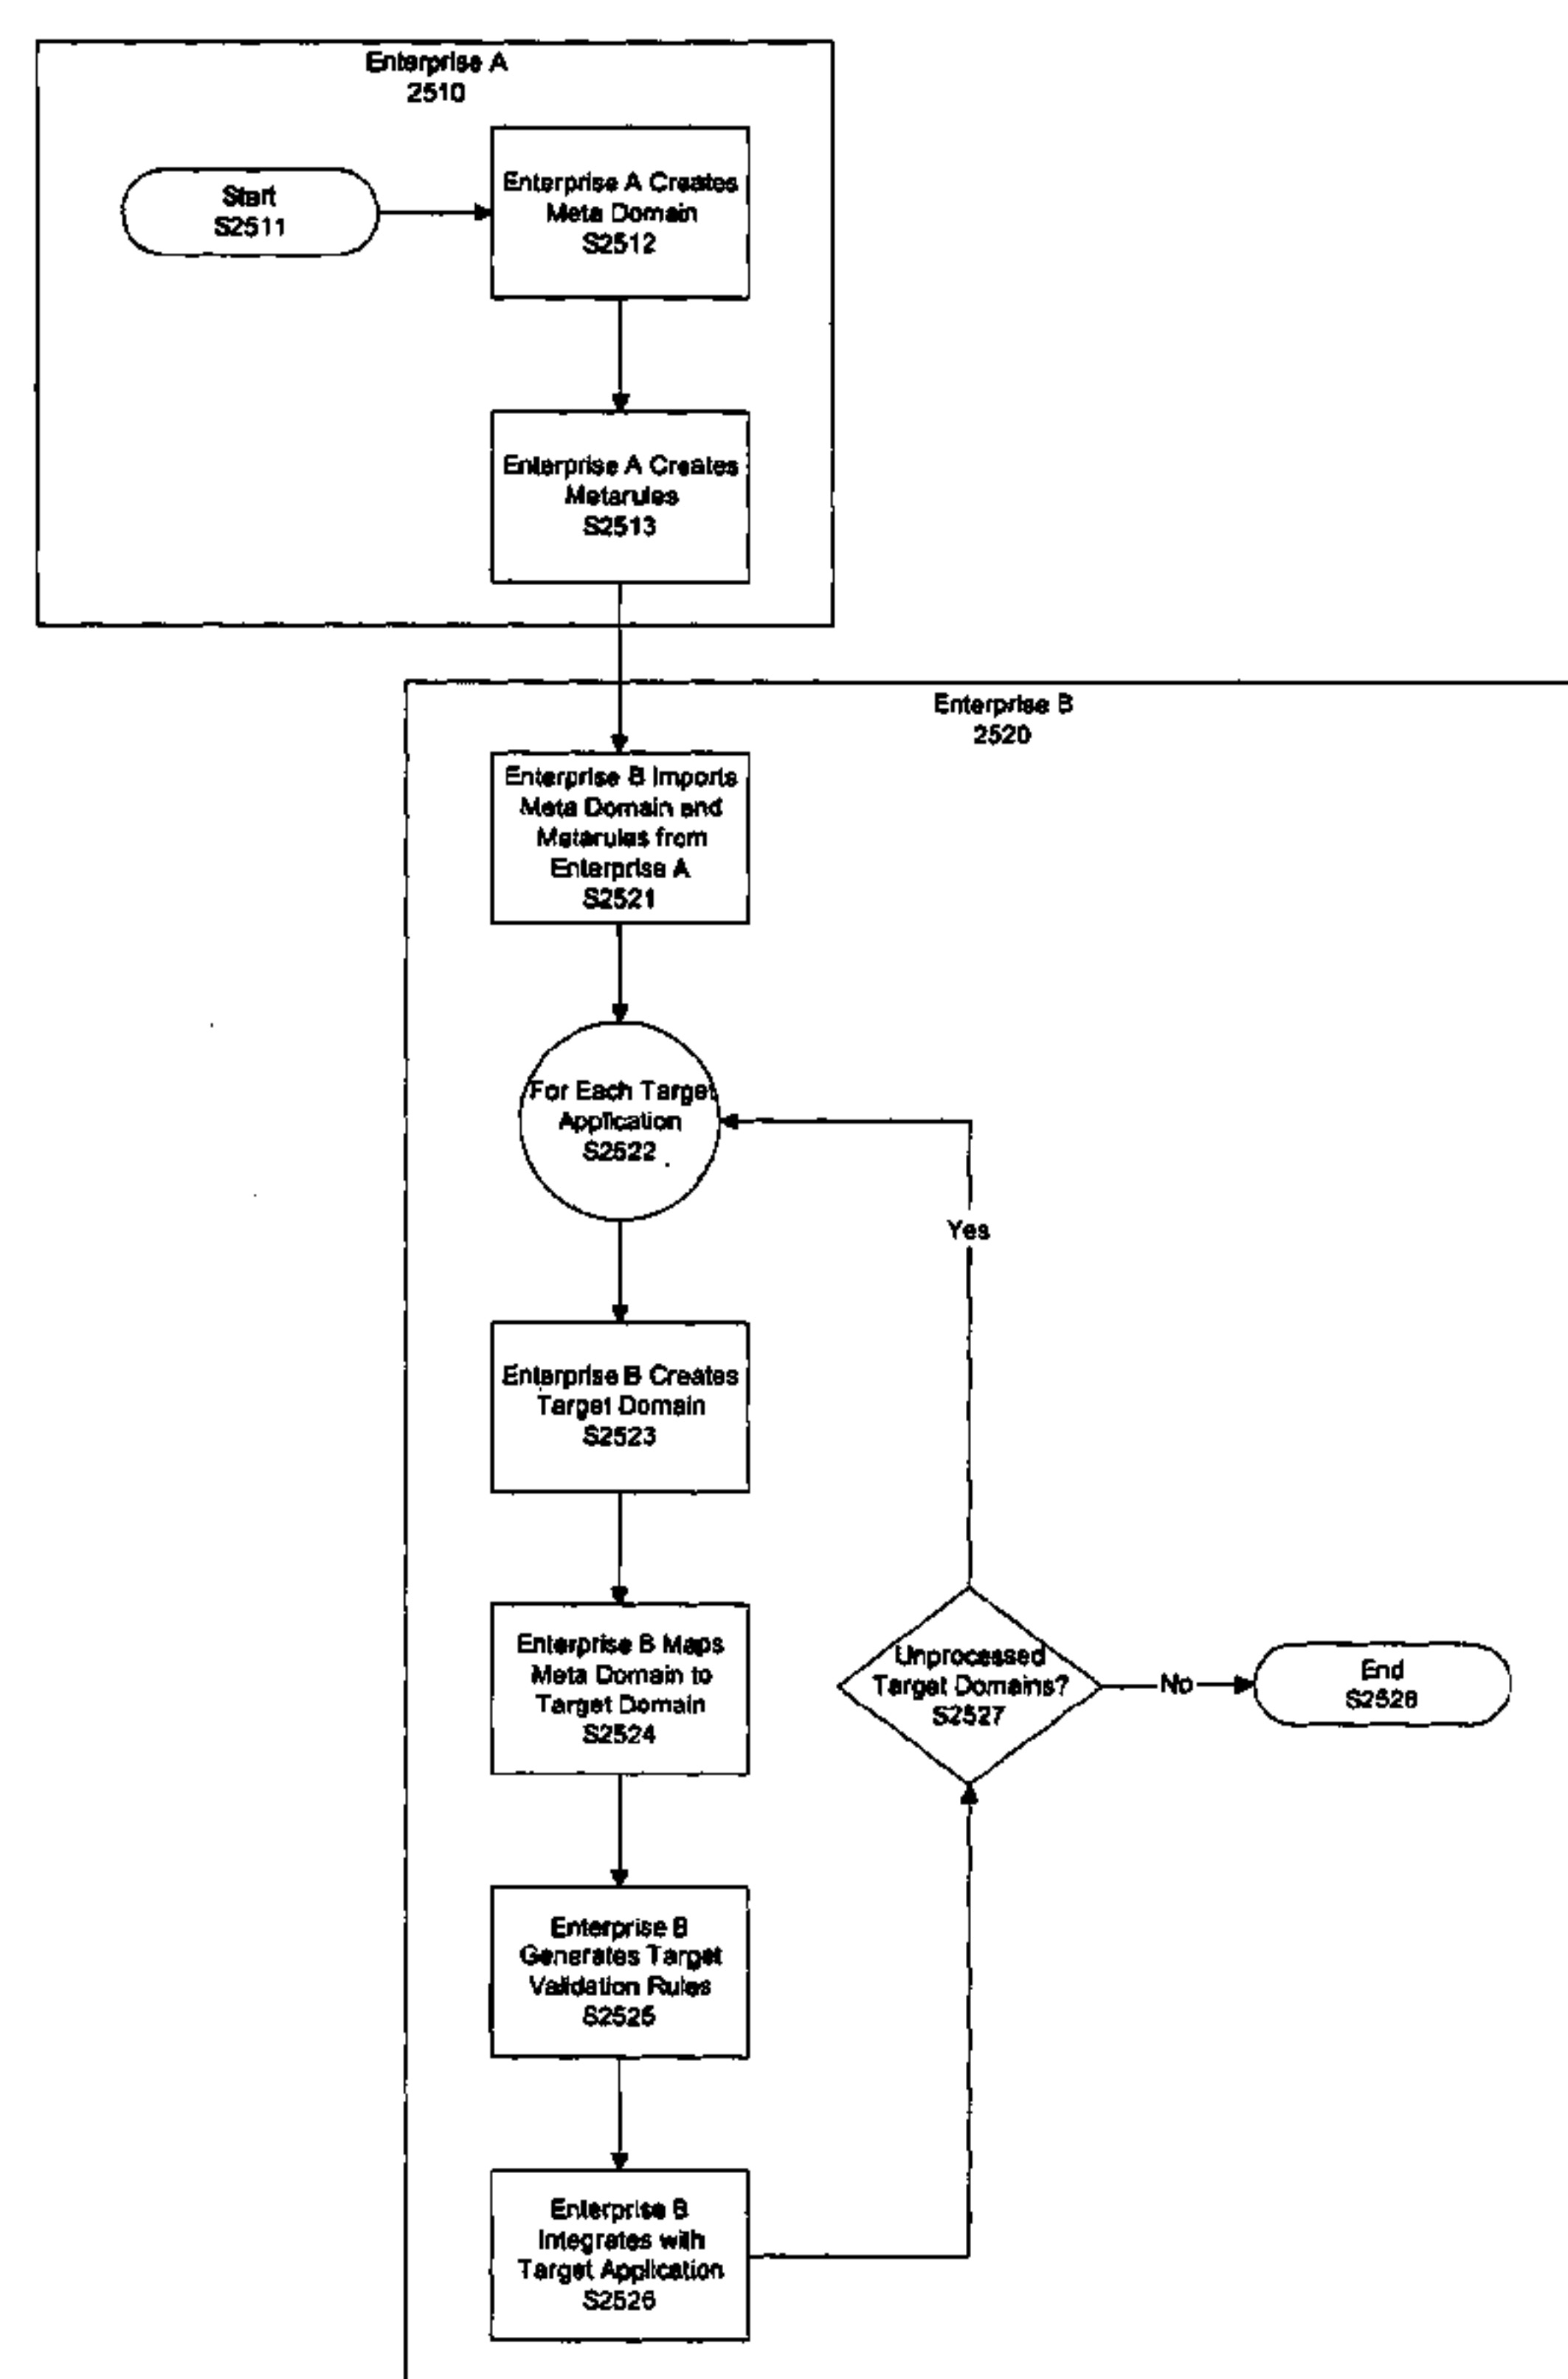 Enterprise A
2510
Start
S2511
Enterprise A Creates
Meta Domain
S2512
Enterprise A Creates
Metarules
S2513
Enterprise B
2520
Enterprise B Imports
Meta Domain and
Metarules from
Enterprise A
S2521
For Each Target
Application
S2522
Yes
Enterprise B Creates
Target Domain
S2523
Enterprise B Maps
Meta Domain to
Target Domain
S2524
Unprocessed
Target Domains?
S2527
No
End
S2528
Enterprise B
Generates Target
Validation Rules
S2525
Enterprise B
Integrates with
Target Application
S2526